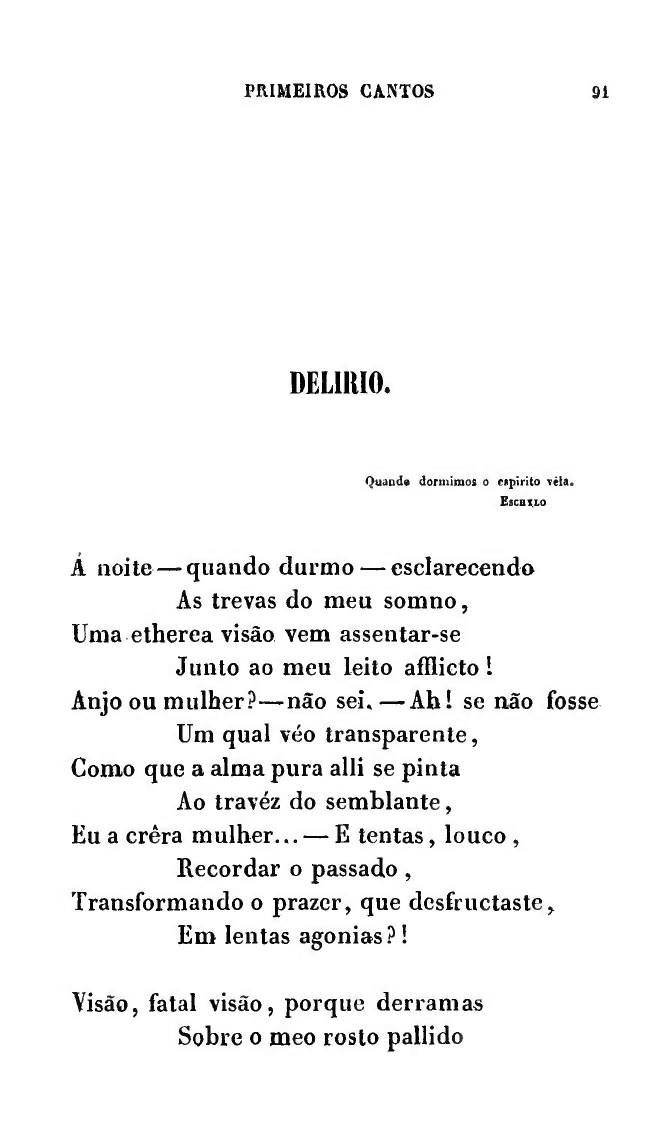 PRIMEIROS CANTOS 91
DELIRIO.
Quando dormimos o espirito véla.
ESCHYLO
Á noite — quando durmo — esclarecendo
As trevas do meu somno,
Uma etherea visão vem assentar-se
Junto ao meu leito afflicto!
Anjo ou mulher? — não sei. — Ah! se não fosse
Um qual véo transparente,
Como que a alma pura alli se pinta
Ao travéz do semblante,
Eu a crêra mulher... — E tentas, louco,
Recordar o passado,
Transformando o prazer, que desfructaste,
Em lentas agonias?!
Visão, fatal visão, porque derramas
Sobre o meo rosto pallido